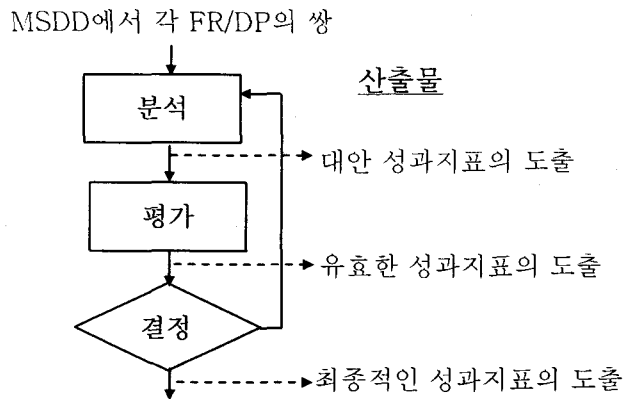 MSDD에서 각 FR/DP의 쌍
산출물
분석
대안 성과지표의 도출
평가
유효한 성과지표의 도출
결정
최종적인 성과지표의 도출